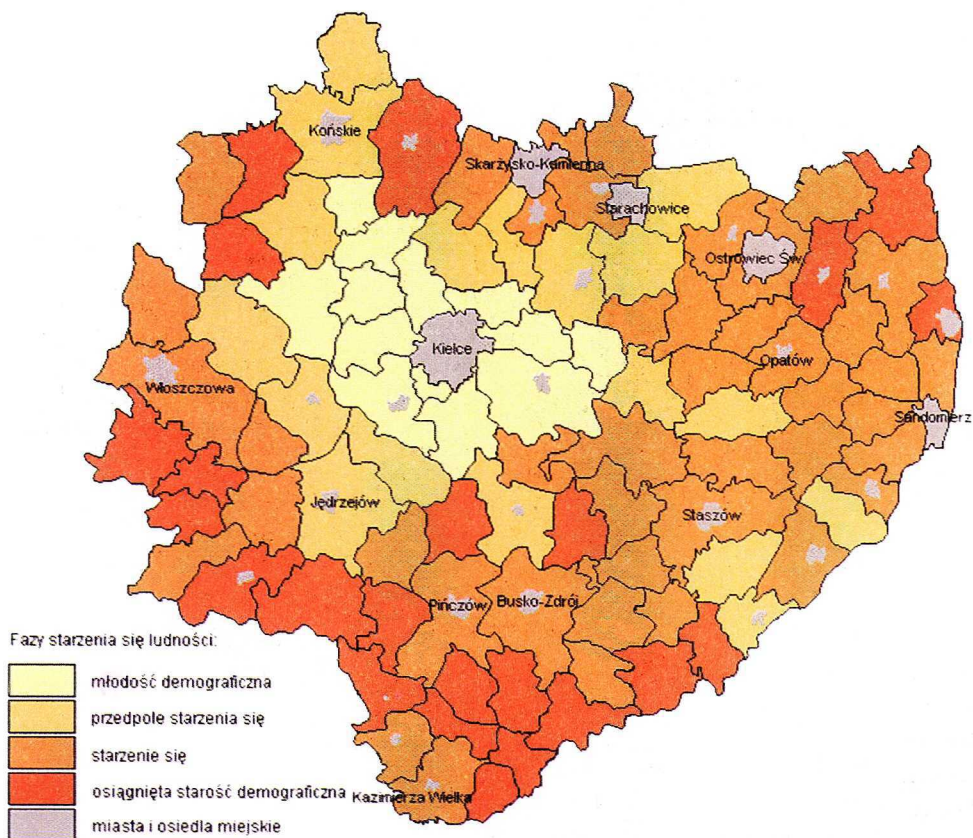 Końskie
Skarżysko-Kamienna
Starachowice
Ostrowiec Św.
Kielce
Opatów
Włoszczowa
Sandomierz
Jędrzejów
Staszów
Pińczów
Busko-Zdrój
Kazimierza Wielka
Fazy starzenia się ludności:
młodość demograficzna
przedpole starzenia się
starzenie się
osiągnięta starość demograficzna
miasta i osiedla miejskie